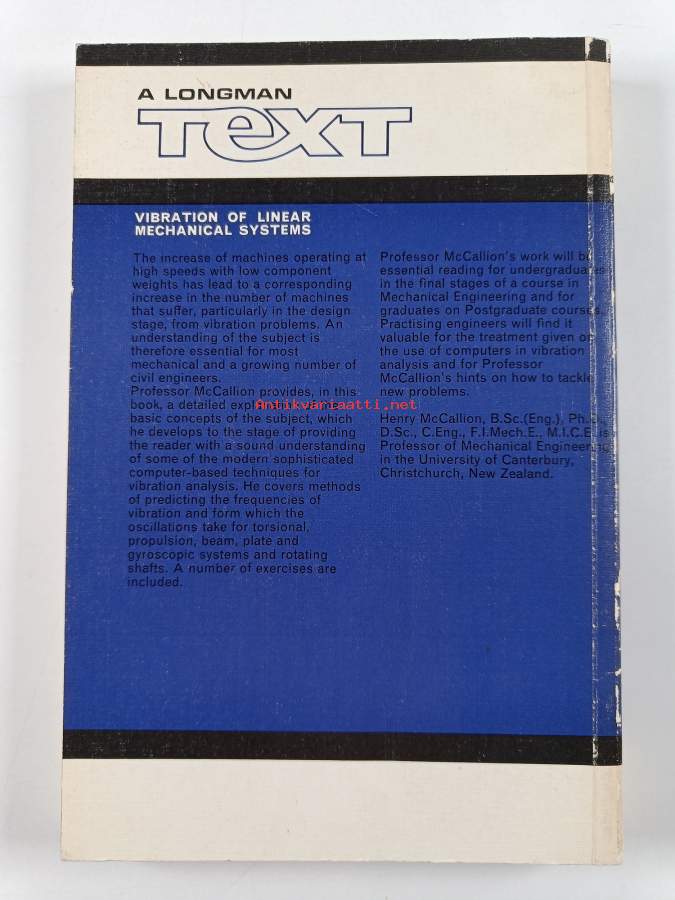 A LONGMAN
TEXT
VIBRATION OF LINEAR
MECHANICAL SYSTEMS
The increase of machines operating at
high speeds with low component
weights has lead to a corresponding
increase in the number of machines
that suffer, particularly in the design
stage, from vibration problems. An
understanding of the subject is
therefore essential for most
mechanical and a growing number of
civil engineers.
Professor McCallion provides, in this
book, a detailed of the
basic concepts of the subject, which
he develops to the stage of providing
the reader with a sound understanding
of some of the modern sophisticated
computer-based techniques for
vibration analysis. He covers methods
of predicting the frequencies of
vibration and form which the
oscillations take for torsional,
propulsion, beam, plate and
gyroscopic systems and rotating
shafts. A number of exercises are
included.
Professor McCallion's work will be
essential reading for undergraduates
in the final stages of a course in
Mechanical Engineering and for
graduates on Postgraduate courses.
Practising engineers will find it
valuable for the treatment given on
the use of computers in vibration
analysis and for Professor
McCallion's hints on how to tackle
new problems.
Henry McCallion, B.Sc.(Eng.), Ph.D.,
D.Sc., C.Eng., F.I.Mech.E., M.I.C.E. is
Professor of Mechanical Engineering
in the University of Canterbury,
Christchurch, New Zealand.
Antikvariaatti.net